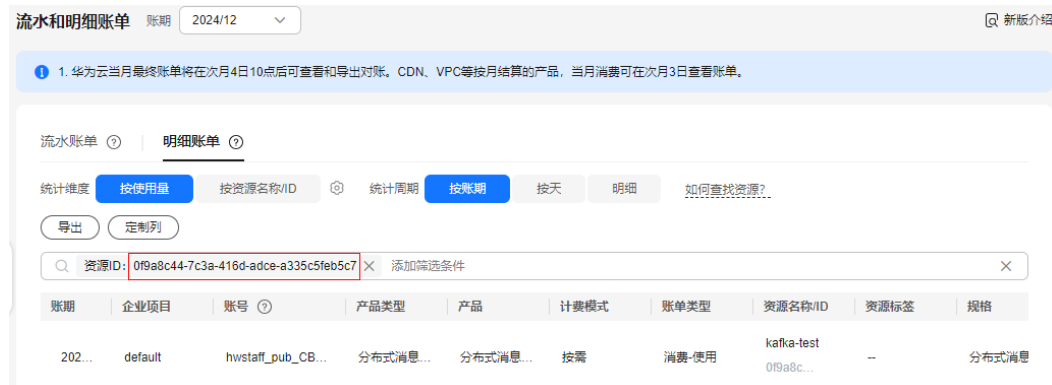 流水和明细账单 账期 2024/12 新版介绍
1. 华为云当月最终账单将在次月4日10点后可查看和导出对账。CDN、VPC等按月结算的产品，当月消费可在次月3日查看账单。
流水账单 明细账单
统计维度 按使用量 按资源名称/ID 统计周期 按账期 按天 明细 如何查找资源?
导出 定制列
资源ID: 0f9a8c44-7c3a-416d-adce-a335c5feb5c7 添加筛选条件
账期 企业项目 账号 产品类型 产品 计费模式 账单类型 资源名称/ID 资源标签 规格
202... default hwstaff_pub_CB... 分布式消息... 分布式消息... 按需 消费-使用 kafka-test -- 分布式消息
0f9a8c...